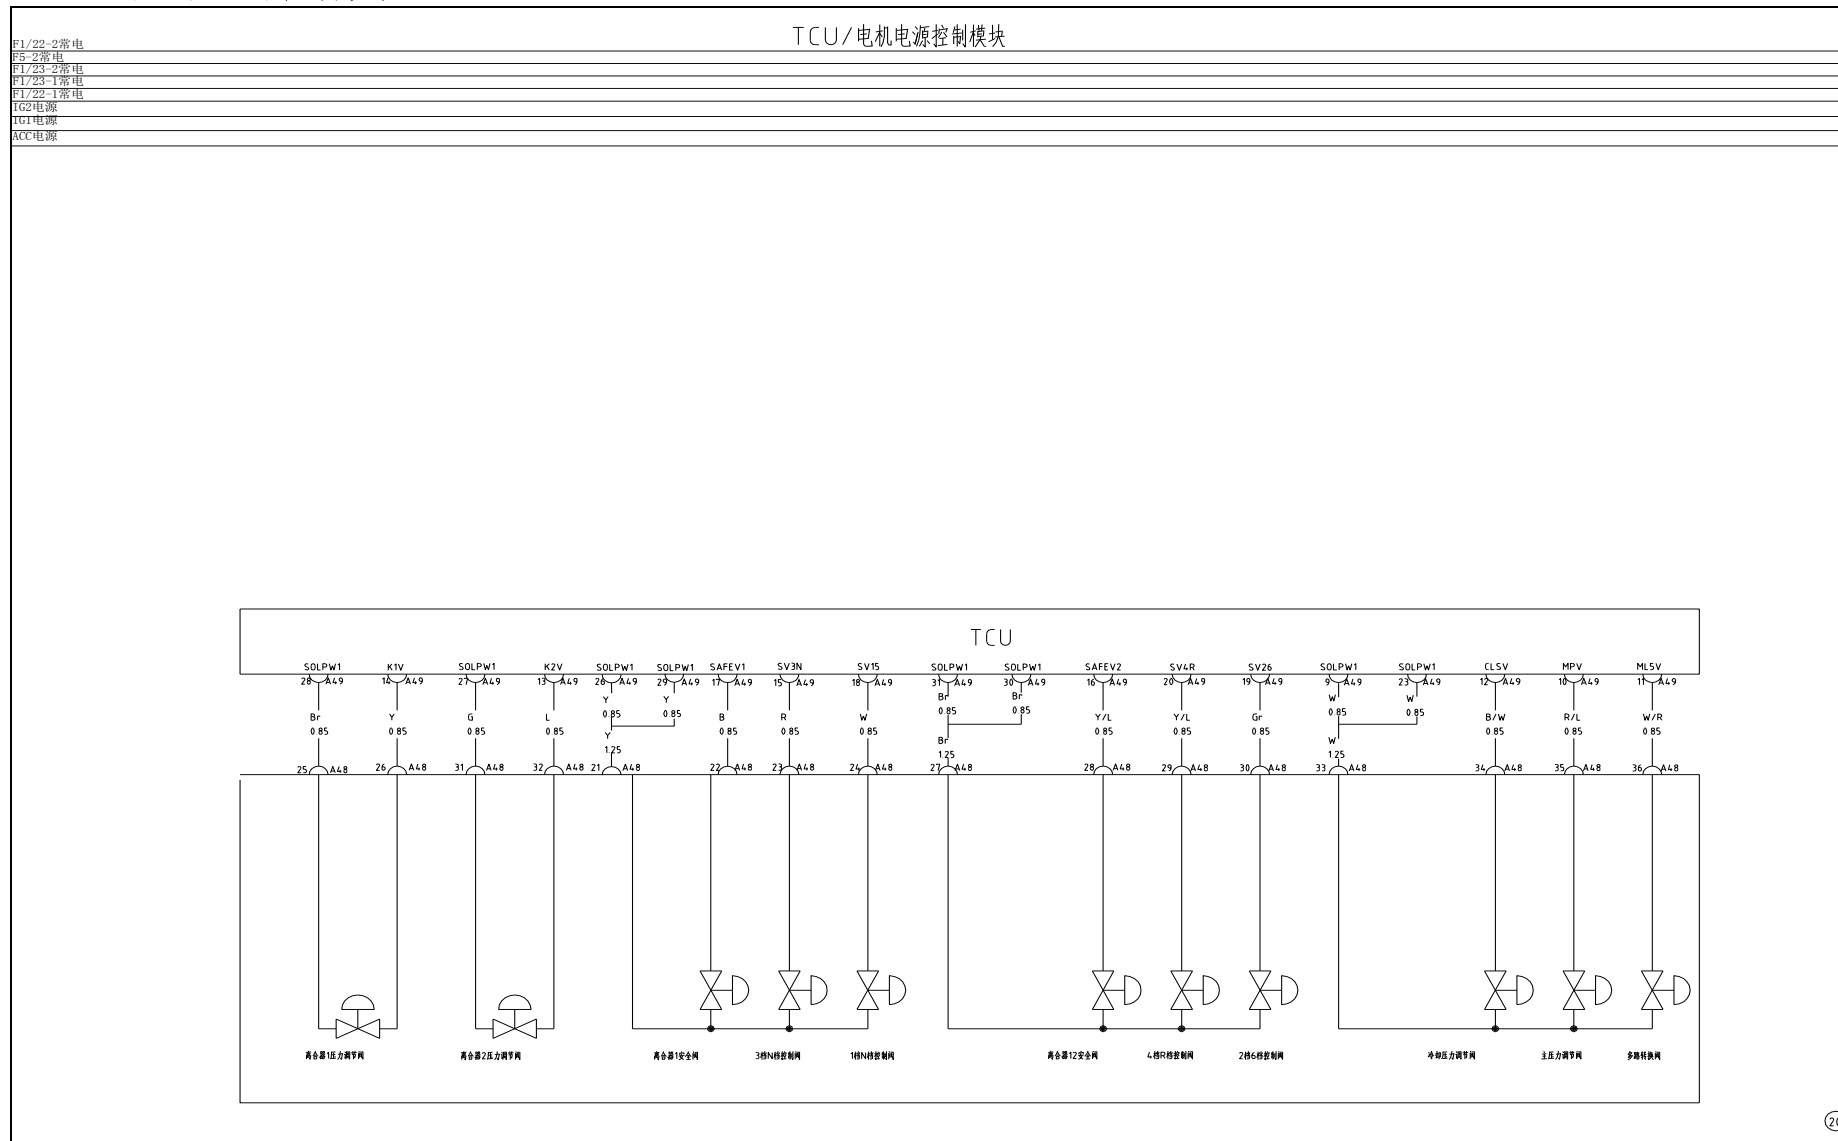 TCU/电机电源控制模块
F1/22-2常电
F5-2常电
F1/23-2常电
F1/23-1常电
F1/22-1常电
IG2电源
IG1电源
ACC电源
TCU
SOLPW1 K1V SOLPW1 K2V SOLPW1 SOLPW1 SAFEV1 SV3N SV15 SOLPW1 SOLPW1 SAFEV2 SV4R SV26 SOLPW1 SOLPW1 CLSV MPV ML5V
28 A49 14 A49 27 A49 13 A49 26 A49 29 A49 17 A49 15 A49 18 A49 31 A49 30 A49 16 A49 20 A49 19 A49 9 A49 23 A49 12 A49 10 A49 11 A49
Y Y Br Br W W
0.85 0.85 0.85 0.85 0.85 0.85
Br Y G L B R W Y/L Y/L Gr B/W R/L W/R
0.85 0.85 0.85 0.85 0.85 0.85 0.85 0.85 0.85 0.85 0.85 0.85 0.85
Y Br W
1.25 1.25 1.25
25 A48 26 A48 31 A48 32 A48 21 A48 22 A48 23 A48 24 A48 27 A48 28 A48 29 A48 30 A48 33 A48 34 A48 35 A48 36 A48
离合器1压力调节阀 离合器2压力调节阀 离合器1安全阀 3档N档控制阀 1档N档控制阀 离合器12安全阀 4档R档控制阀 2档6档控制阀 冷却压力调节阀 主压力调节阀 多路转换阀